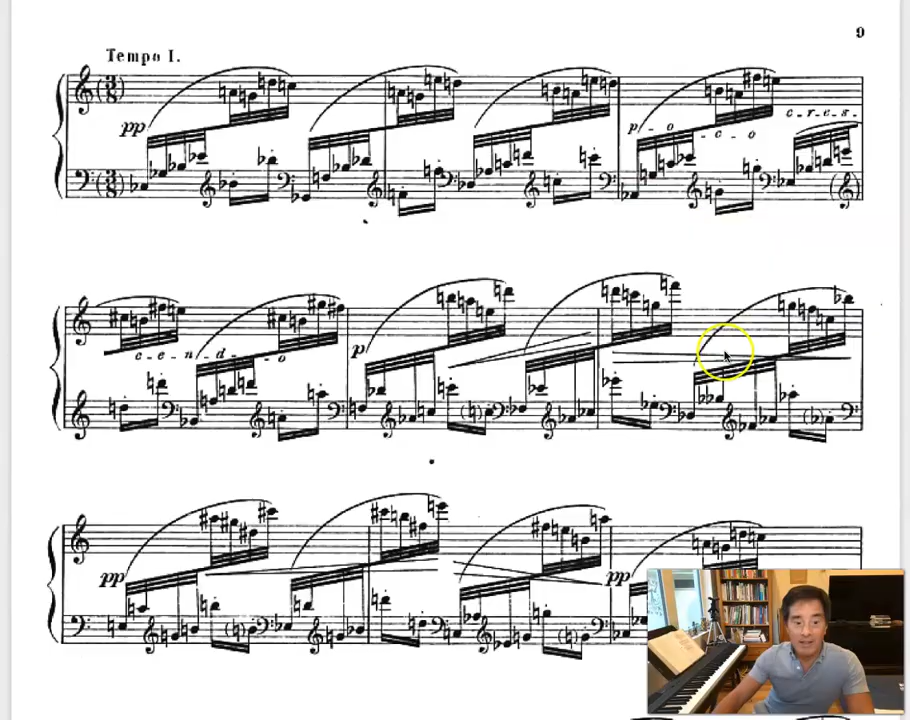 9
Tempo I.
pp
p - o - c - o
c - r - e - s -
c - e - n - d - o
p
pp
pp